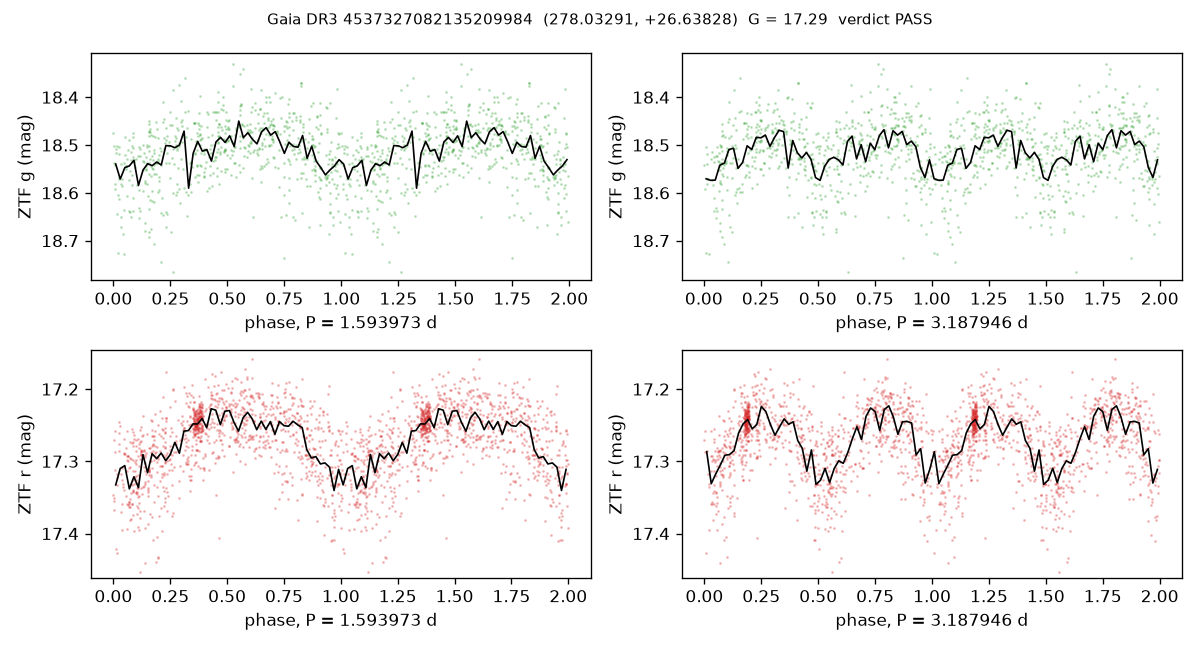 Gaia DR3 4537327082135209984 (278.03291, +26.63828) G = 17.29 verdict PASS
ZTF g (mag)
18.4
18.5
18.6
18.7
0.00 0.25 0.50 0.75 1.00 1.25 1.50 1.75 2.00
phase, P = 1.593973 d
ZTF g (mag)
18.4
18.5
18.6
18.7
0.00 0.25 0.50 0.75 1.00 1.25 1.50 1.75 2.00
phase, P = 3.187946 d
ZTF r (mag)
17.2
17.3
17.4
0.00 0.25 0.50 0.75 1.00 1.25 1.50 1.75 2.00
phase, P = 1.593973 d
ZTF r (mag)
17.2
17.3
17.4
0.00 0.25 0.50 0.75 1.00 1.25 1.50 1.75 2.00
phase, P = 3.187946 d